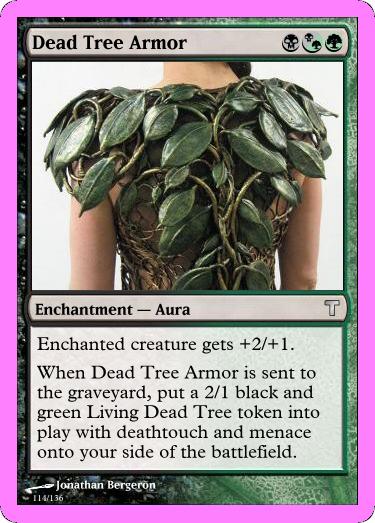 Dead Tree Armor
Enchantment — Aura
T
Enchanted creature gets +2/+1.
When Dead Tree Armor is sent to
the graveyard, put a 2/1 black and
green Living Dead Tree token into
play with deathtouch and menace
onto your side of the battlefield.
Jonathan Bergeron
114/136